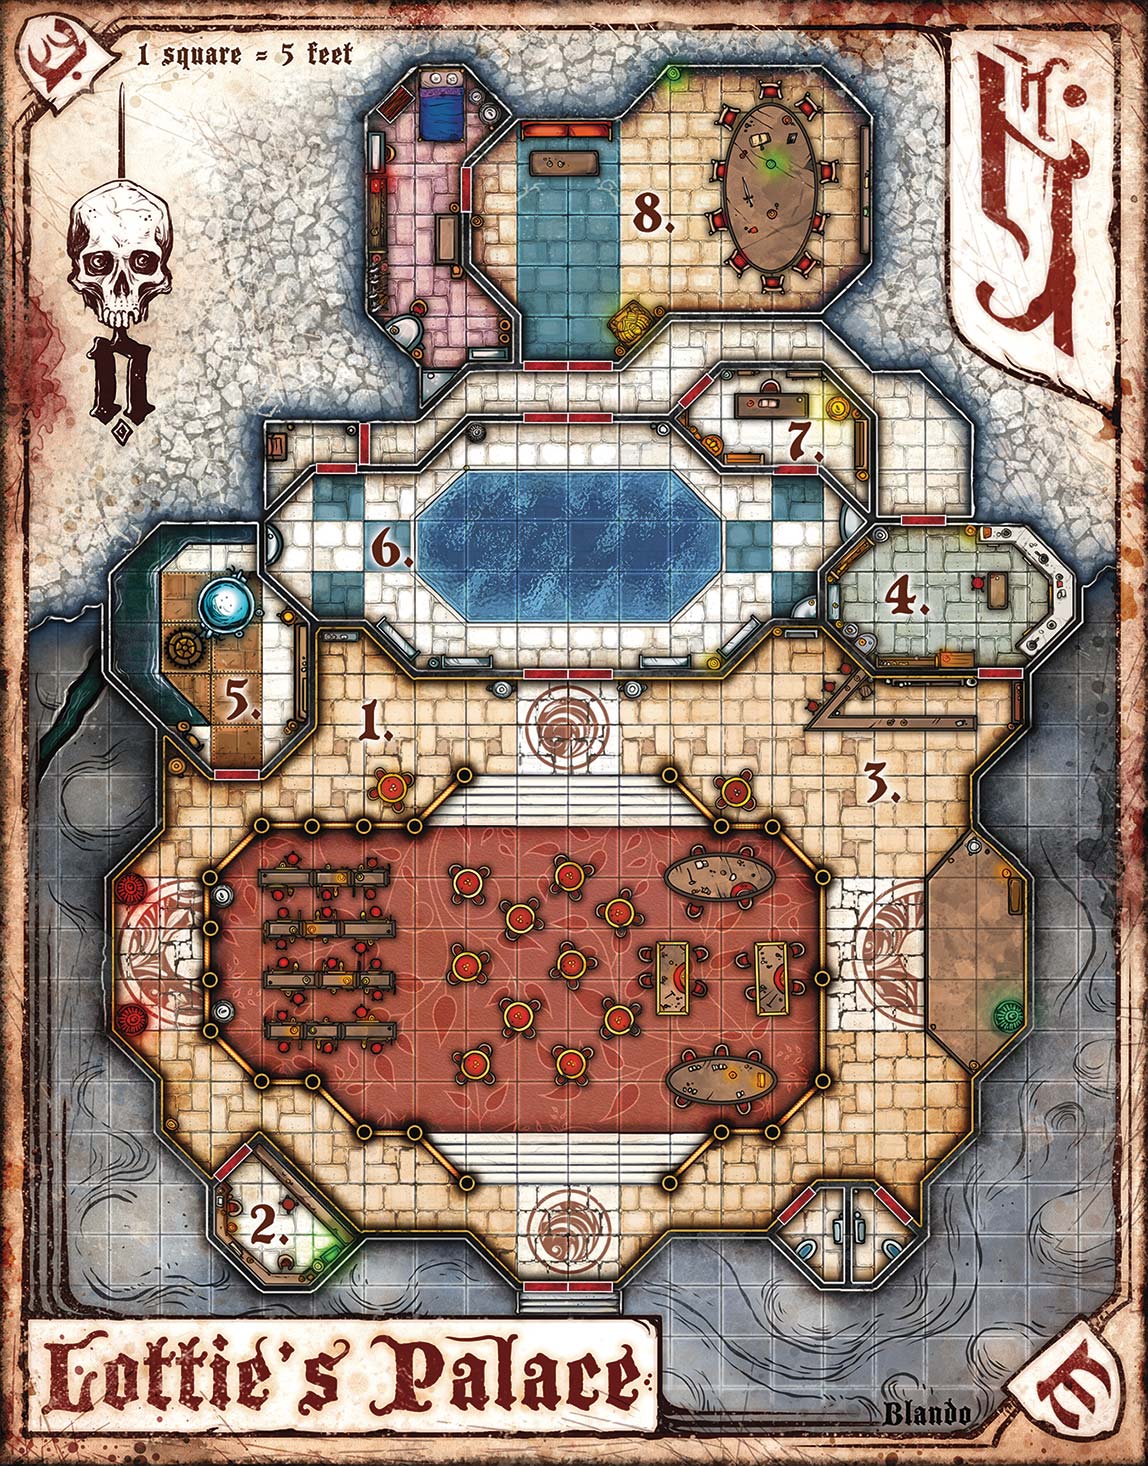 1 square = 5 feet
n
8.
7.
6.
4.
5.
1.
3.
2.
Lottie's Palace
Blando